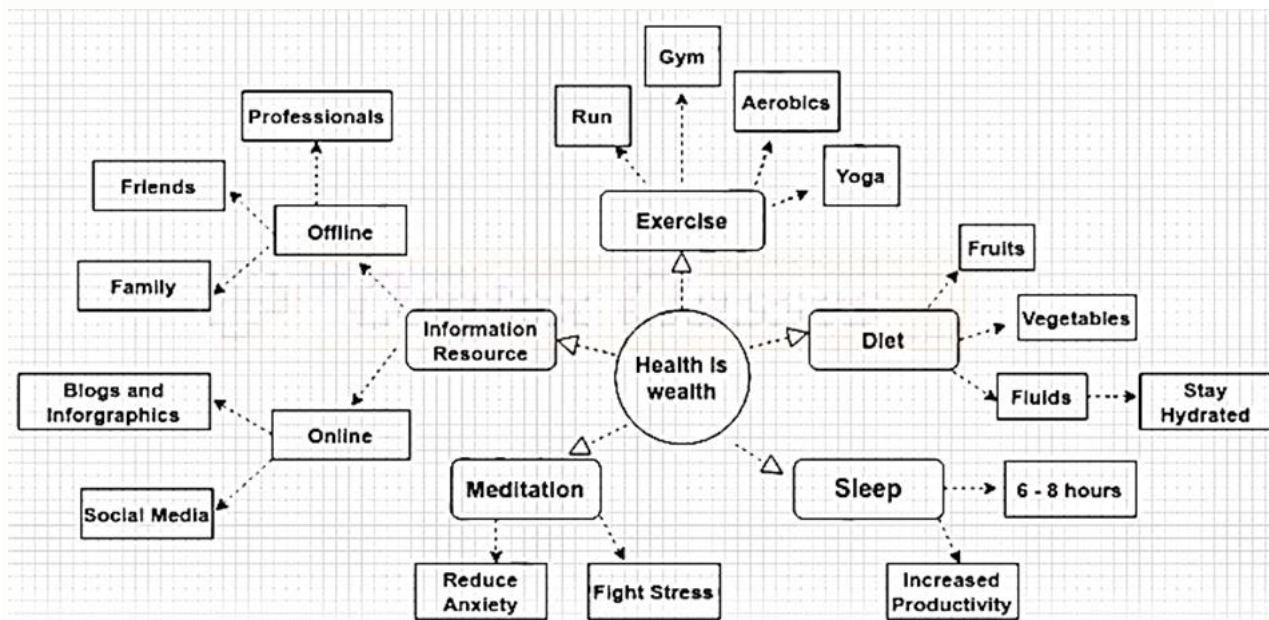 Gym
Aerobics
Run
Yoga
Exercise
Professionals
Friends
Offline
Family
Information
Resource
Blogs and
Inforgraphics
Online
Social Media
Health is
wealth
Fruits
Vegetables
Diet
Fluids
Stay
Hydrated
Sleep
6 - 8 hours
Increased
Productivity
Meditation
Reduce
Anxiety
Fight Stress